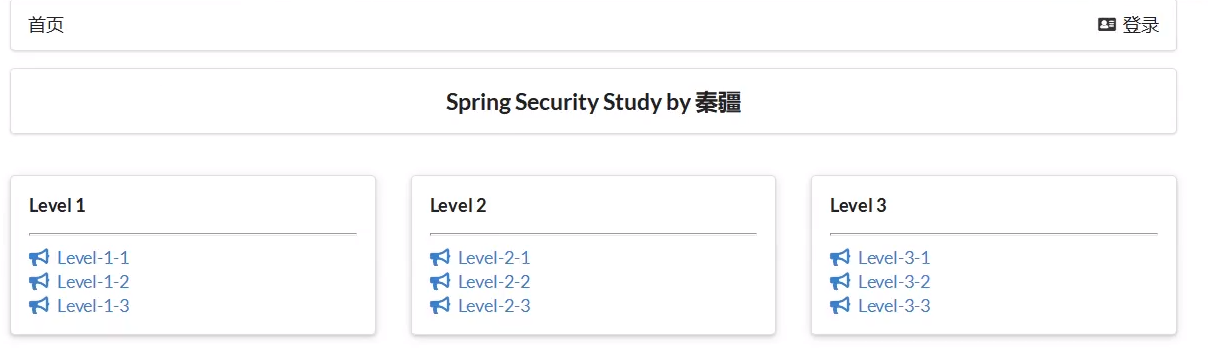 首页
登录
Spring Security Study by 秦疆
Level 1
Level-1-1
Level-1-2
Level-1-3
Level 2
Level-2-1
Level-2-2
Level-2-3
Level 3
Level-3-1
Level-3-2
Level-3-3